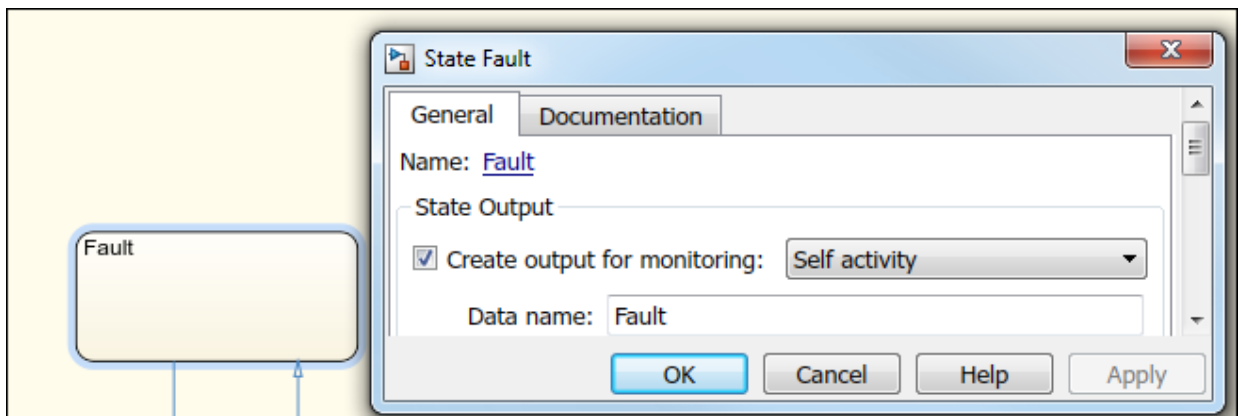 State Fault
General Documentation
Name: Fault
State Output
Create output for monitoring: Self activity
Data name: Fault
OK Cancel Help Apply
Fault